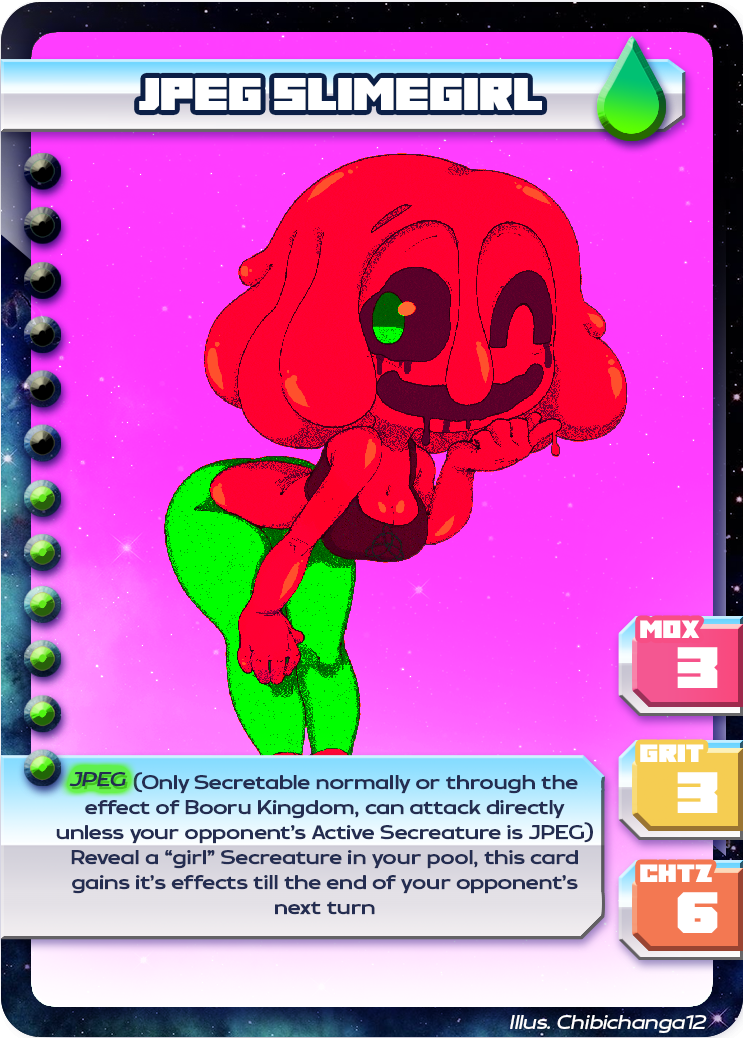 JPEG SLIMEGIRL
MOX
3
GRIT
3
CHTZ
6
JPEG (Only Secretable normally or through the
effect of Booru Kingdom, can attack directly
unless your opponent's Active Secreature is JPEG)
Reveal a “girl” Secreature in your pool, this card
gains it's effects till the end of your opponent's
next turn
Illus. Chibichanga12